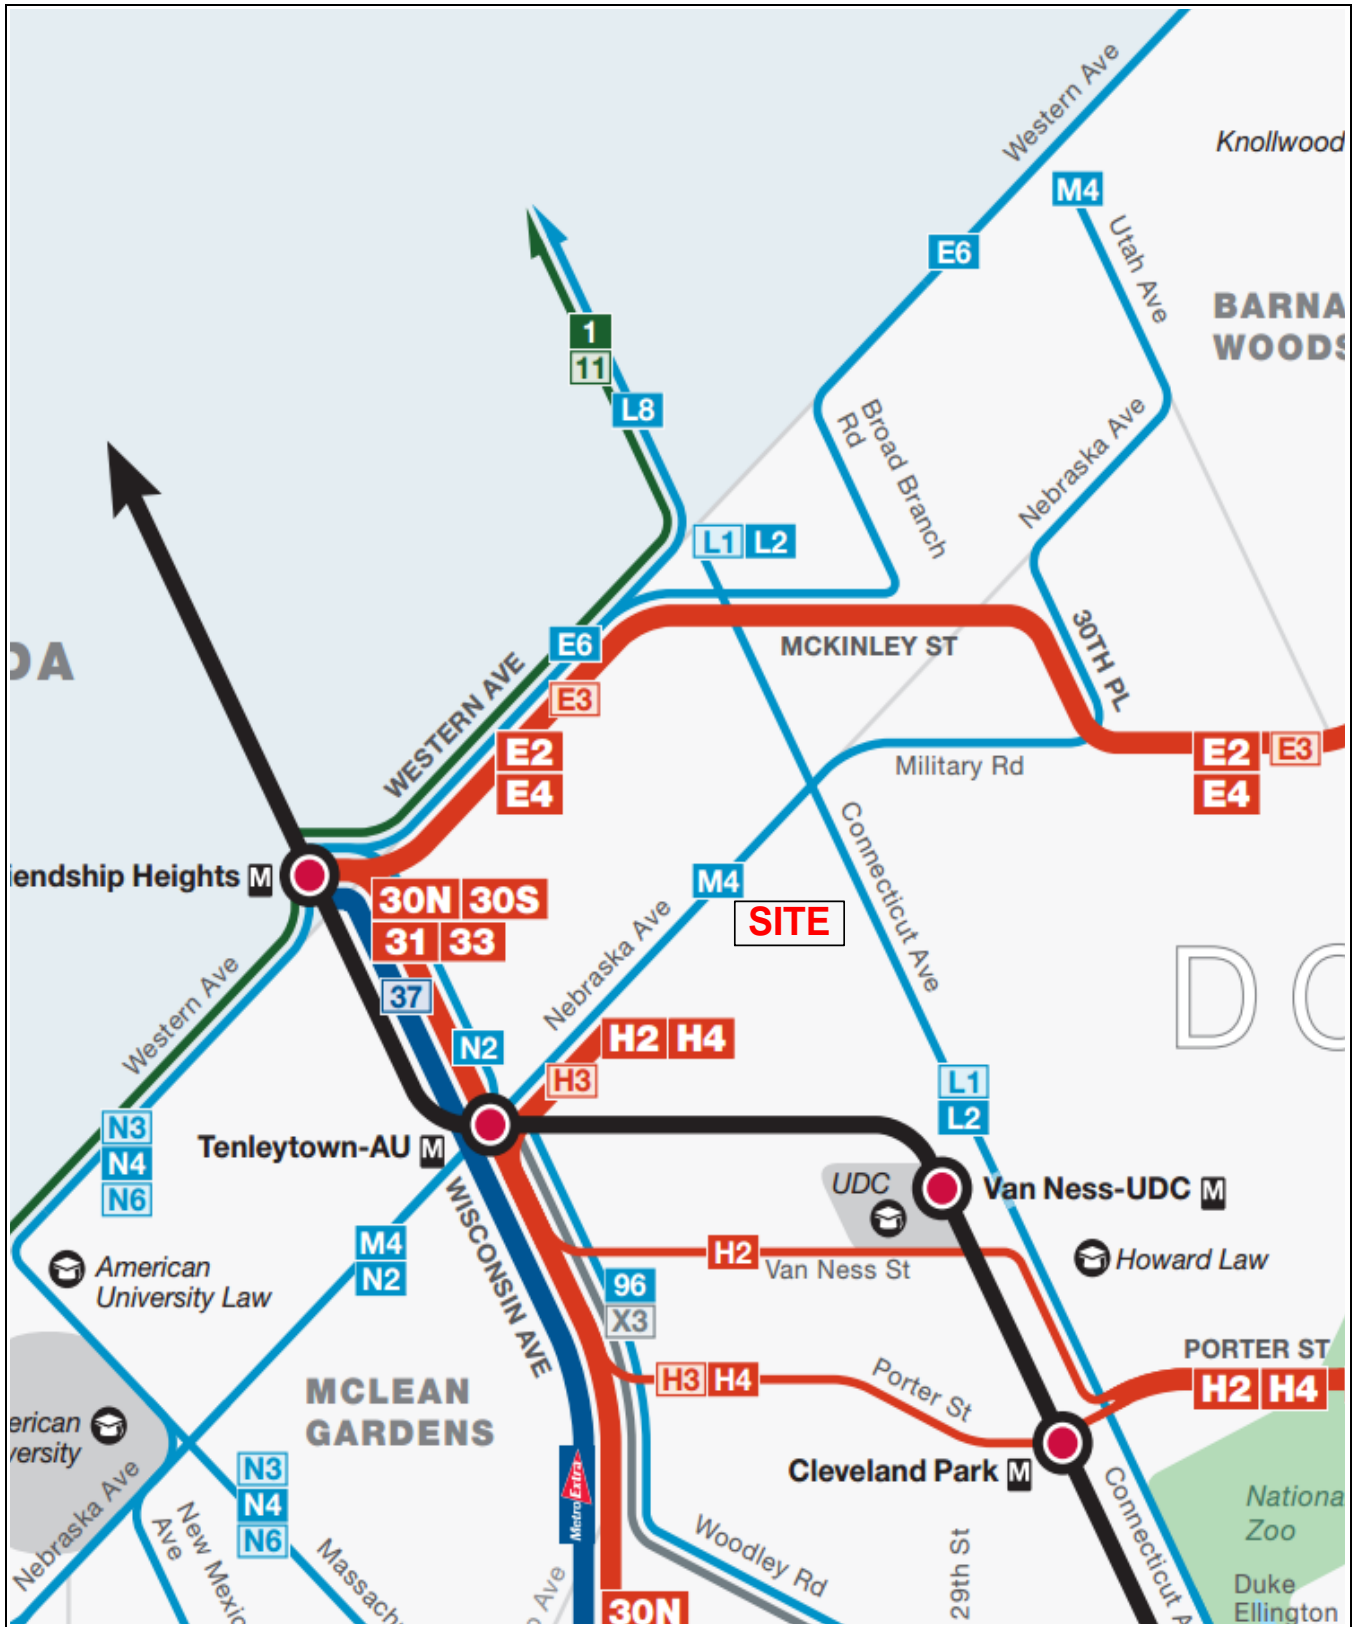 Western Ave
Knollwood
M4
Utah Ave
E6
BARNA
WOODS
1
11
L8
Broad Branch
Rd
Nebraska Ave
L1 L2
E6
MCKINLEY ST
30TH PL
DA
E3
WESTERN AVE
E2
E4
Military Rd
E2 E3
E4
Connecticut Ave
iendship Heights M
M4
30N 30S
31 33
SITE
Nebraska Ave
37
Western Ave
D C
N2
H2 H4
H3
L1
L2
N3
N4
N6
Tenleytown-AU M
UDC
Van Ness-UDC M
WISCONSIN AVE
M4
N2
H2
Van Ness St
Howard Law
American
University Law
96
X3
PORTER ST
H2 H4
H3 H4
Porter St
MCLEAN
GARDENS
erican
versity
Cleveland Park M
N3
N4
N6
Nebraska Ave
New Mexic
Ave
Massach
MetroExtra
Woodley Rd
29th St
Connecticut A
Nationa
Zoo
Duke
Ellington
Ave
30N